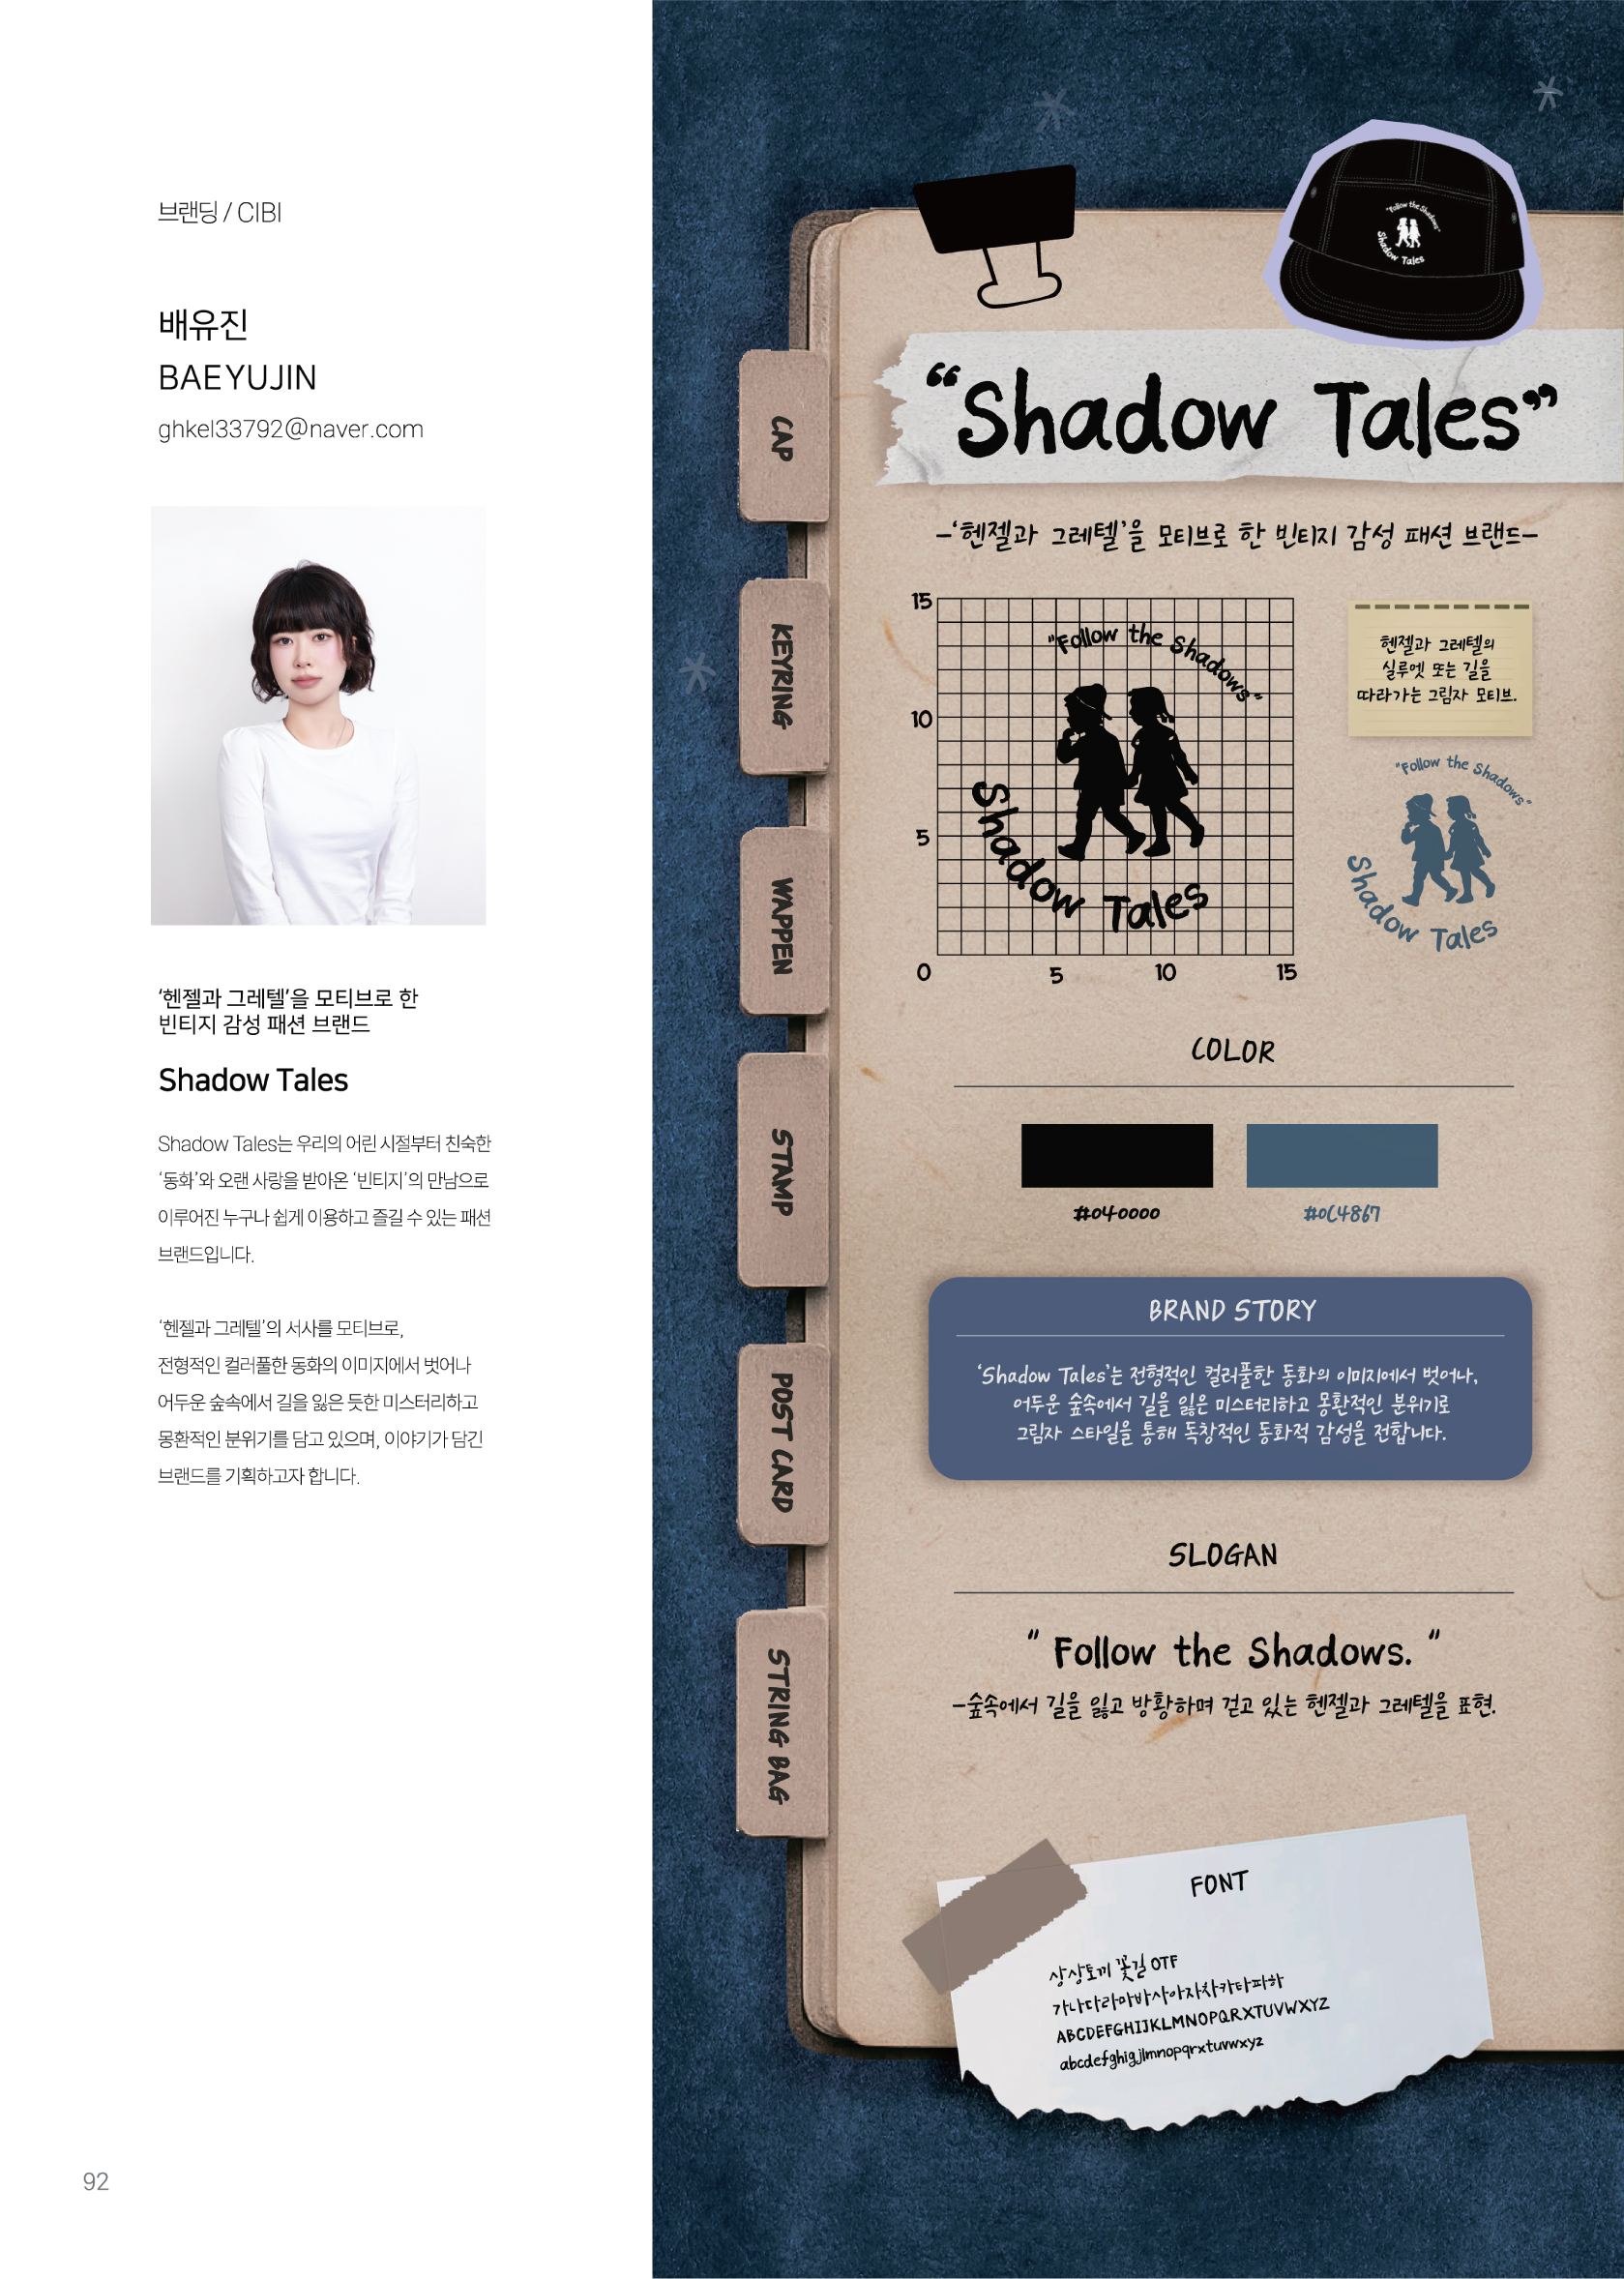 브랜딩 / CIBI
배유진
BAEYUJIN
ghkel33792@naver.com
‘헨젤과 그레텔’을 모티브로 한
빈티지 감성 패션 브랜드
Shadow Tales
Shadow Tales는 우리의 어린 시절부터 친숙한
‘동화’와 오랜 사랑을 받아온 ‘빈티지’의 만남으로
이루어진 누구나 쉽게 이용하고 즐길 수 있는 패션
브랜드입니다.
‘헨젤과 그레텔’의 서사를 모티브로,
전형적인 컬러풀한 동화의 이미지에서 벗어나
어두운 숲속에서 길을 잃은 듯한 미스터리하고
몽환적인 분위기를 담고 있으며, 이야기가 담긴
브랜드를 기획하고자 합니다.
92
CAP
KEYRING
WAPPEN
STAMP
POST CARD
STRING BAG
"Follow the Shadows"
Shadow Tales
“Shadow Tales”
-‘헨젤과 그레텔’을 모티브로 한 빈티지 감성 패션 브랜드-
15
10
5
0
5
10
15
"Follow the Shadows"
Shadow Tales
헨젤과 그레텔의
실루엣 또는 길을
따라가는 그림자 모티브.
"Follow the Shadows"
Shadow Tales
COLOR
#040000
#0C4867
BRAND STORY
‘Shadow Tales’는 전형적인 컬러풀한 동화의 이미지에서 벗어나,
어두운 숲속에서 길을 잃은 미스터리하고 몽환적인 분위기로
그림자 스타일을 통해 독창적인 동화적 감성을 전합니다.
SLOGAN
" Follow the Shadows. "
-숲속에서 길을 잃고 방황하며 걷고 있는 헨젤과 그레텔을 표현.
FONT
상상토끼 꽃길 OTF
가나다라마바사아자차카타파하
ABCDEFGHIJKLMNOPQRXTUVWXYZ
abcdefghigjlmnopqrxtuvwxyz